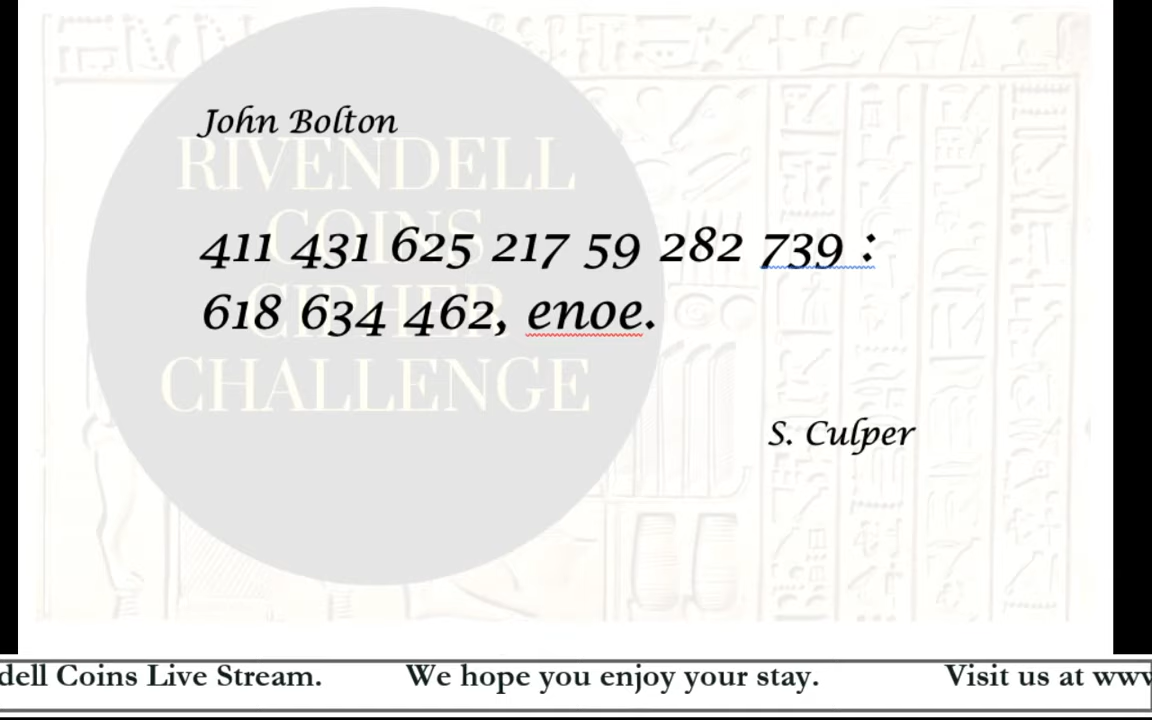 John Bolton
RIVENDELL
COINS
411 431 625 217 59 282 739 :
CIPHER
618 634 462, enoe.
CHALLENGE
S. Culper
dell Coins Live Stream. We hope you enjoy your stay. Visit us at www